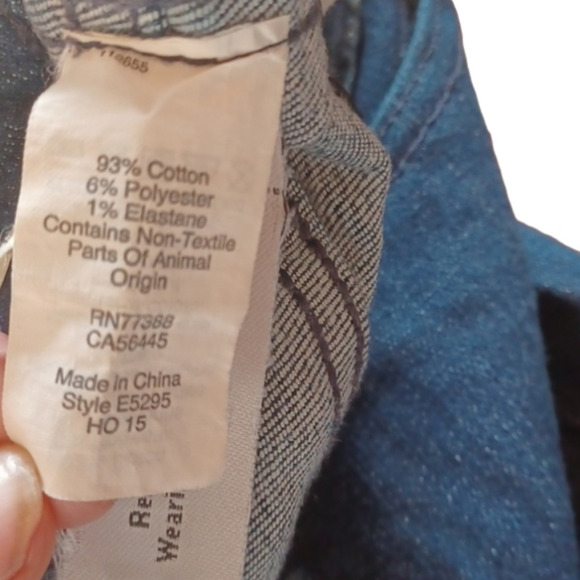 93% Cotton
6% Polyester
1% Elastane
Contains Non-Textile
Parts Of Animal
Origin
RN77388
CA56445
Made In China
Style E5295
HO 15